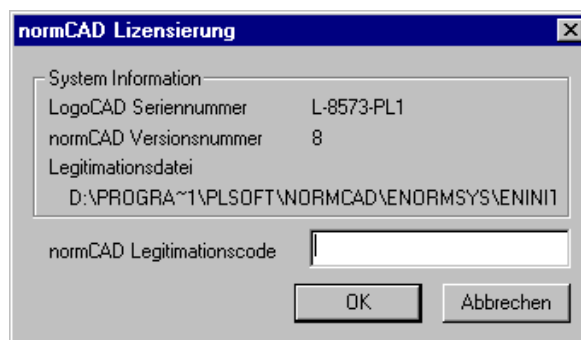 normCAD Lizensierung
System Information
LogoCAD Seriennummer L-8573-PL1
normCAD Versionsnummer 8
Legitimationsdatei
D:\PROGRA~1\PLSOFT\NORMCAD\ENORMSYS\ENINIT
normCAD Legitimationscode
OK Abbrechen